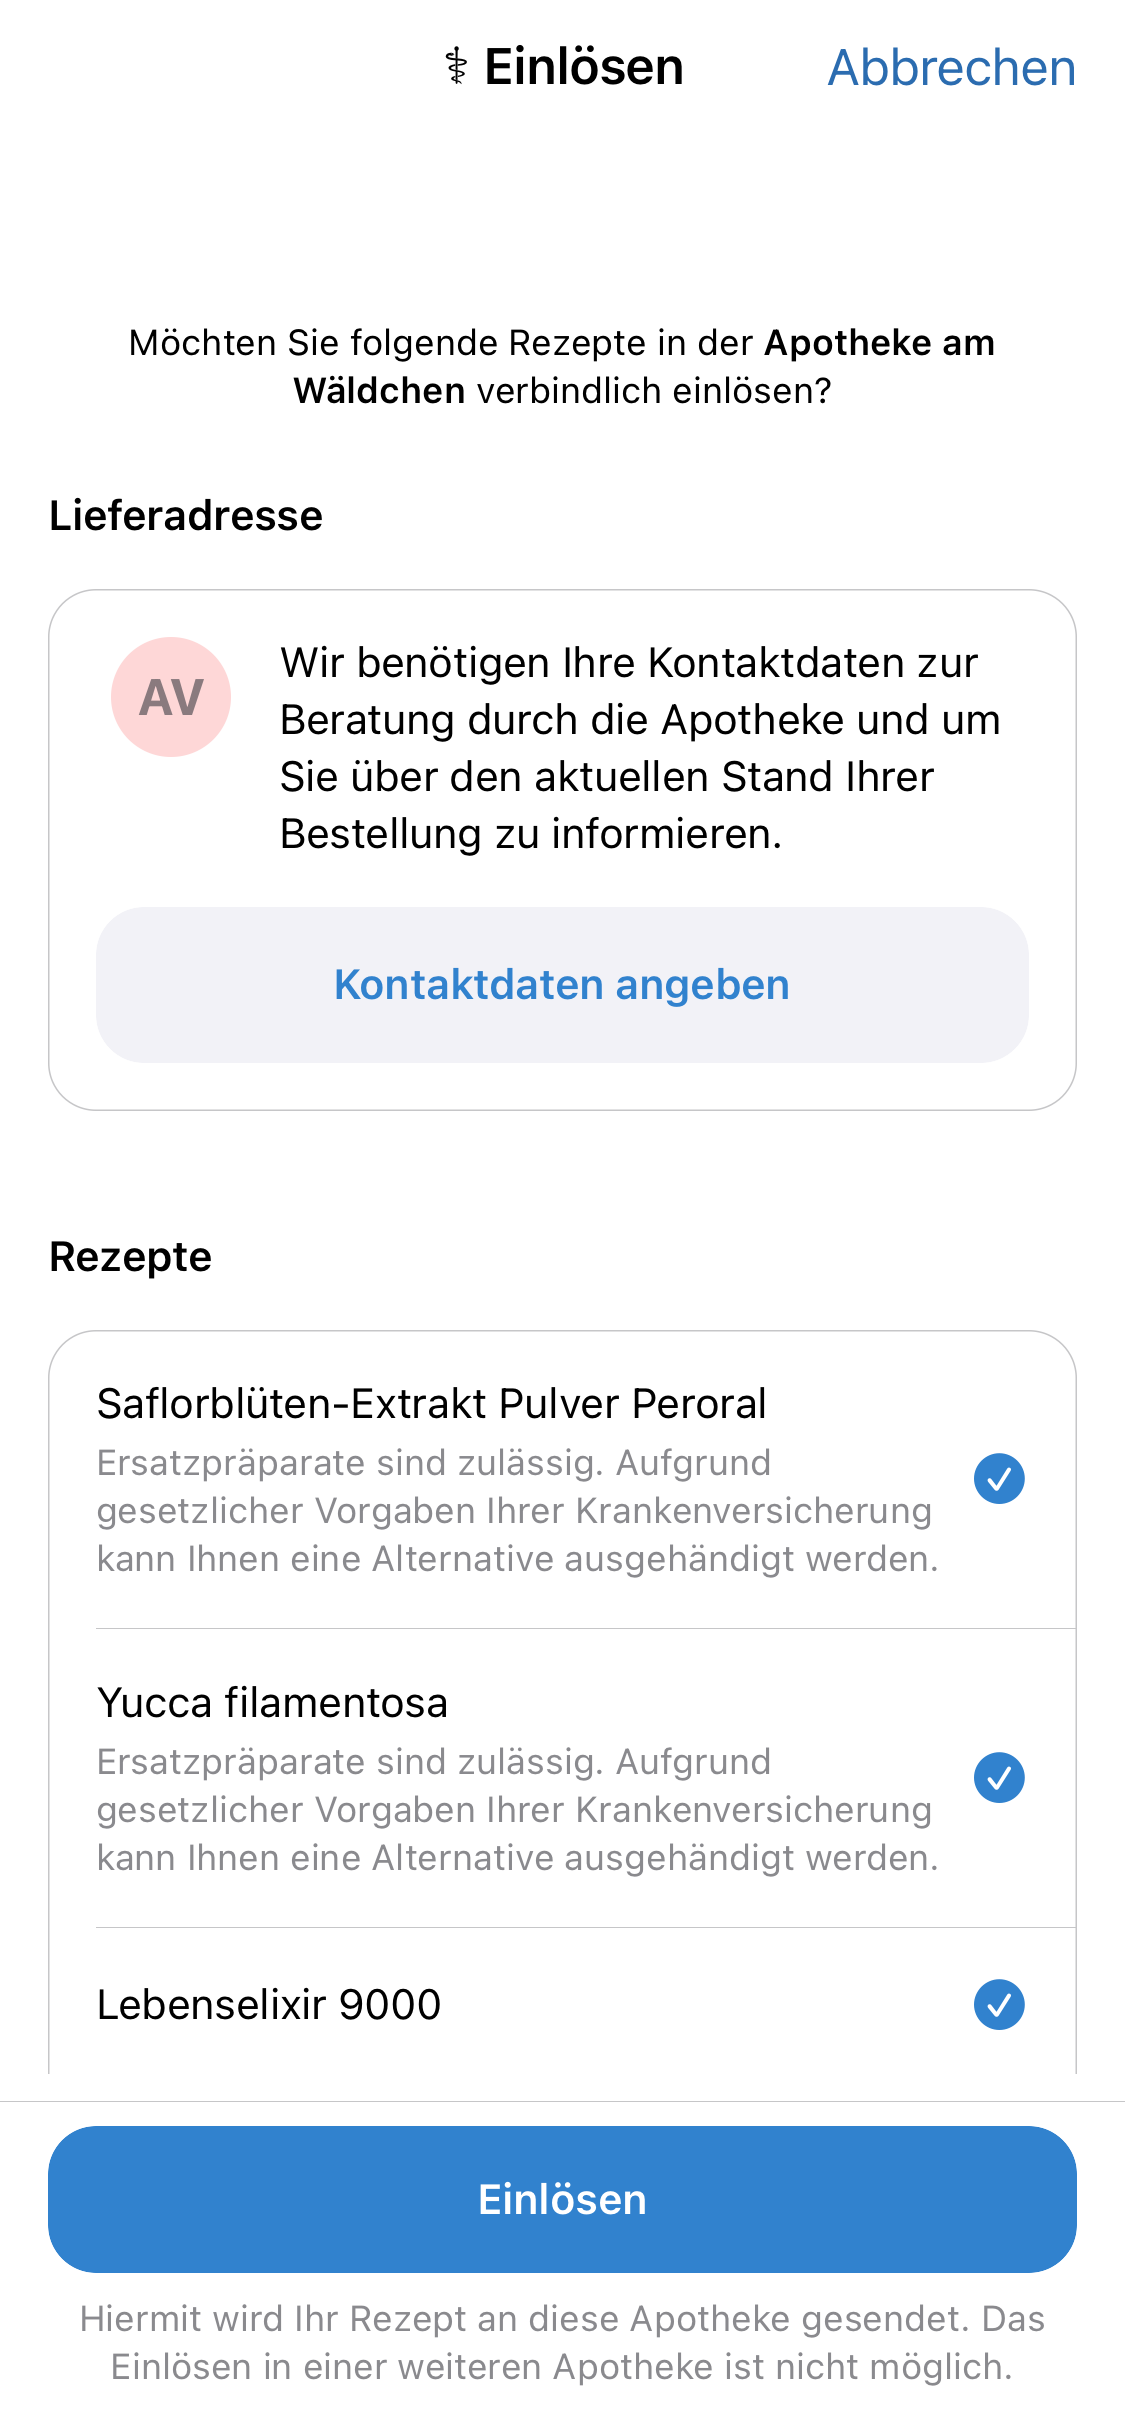 ⚕ Einlösen
Abbrechen
Möchten Sie folgende Rezepte in der Apotheke am
Wäldchen verbindlich einlösen?
Lieferadresse
AV
Wir benötigen Ihre Kontaktdaten zur
Beratung durch die Apotheke und um
Sie über den aktuellen Stand Ihrer
Bestellung zu informieren.
Kontaktdaten angeben
Rezepte
Saflorblüten-Extrakt Pulver Peroral
Ersatzpräparate sind zulässig. Aufgrund
gesetzlicher Vorgaben Ihrer Krankenversicherung
kann Ihnen eine Alternative ausgehändigt werden.
Yucca filamentosa
Ersatzpräparate sind zulässig. Aufgrund
gesetzlicher Vorgaben Ihrer Krankenversicherung
kann Ihnen eine Alternative ausgehändigt werden.
Lebenselixir 9000
Einlösen
Hiermit wird Ihr Rezept an diese Apotheke gesendet. Das
Einlösen in einer weiteren Apotheke ist nicht möglich.